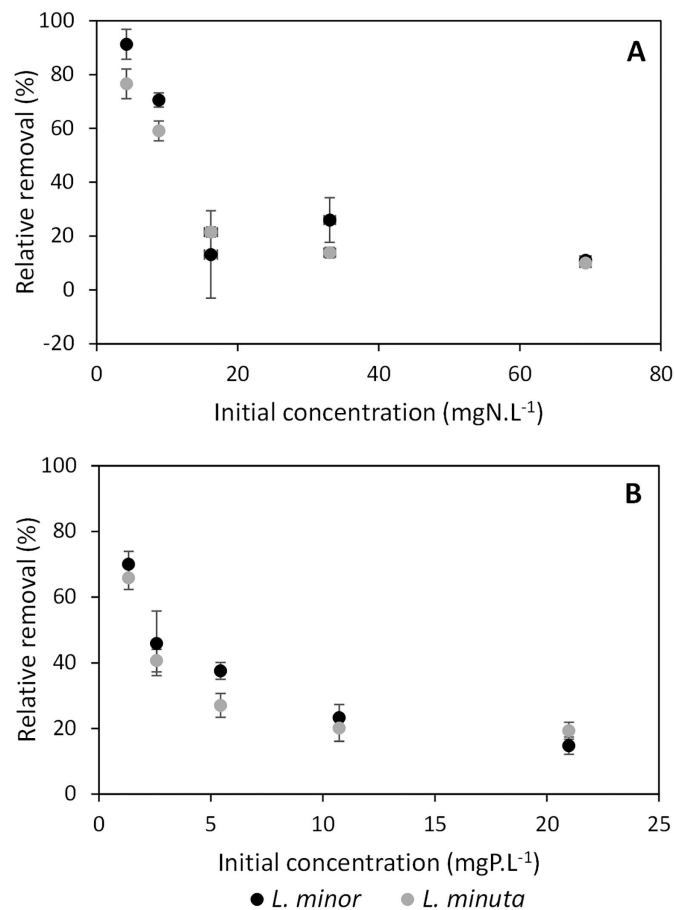 100
A
80
60
40
20
0
-20
Relative removal (%)
0 20 40 60 80
Initial concentration (mgN.L⁻¹)
100
B
80
60
40
20
0
Relative removal (%)
0 5 10 15 20 25
Initial concentration (mgP.L⁻¹)
L. minor L. minuta